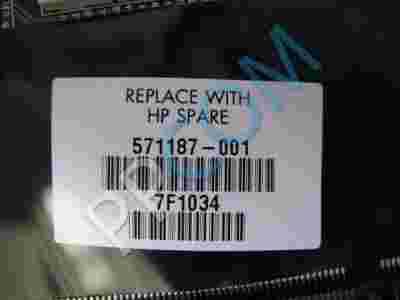 REPLACE WITH
HP SPARE
571187-001
7F1034